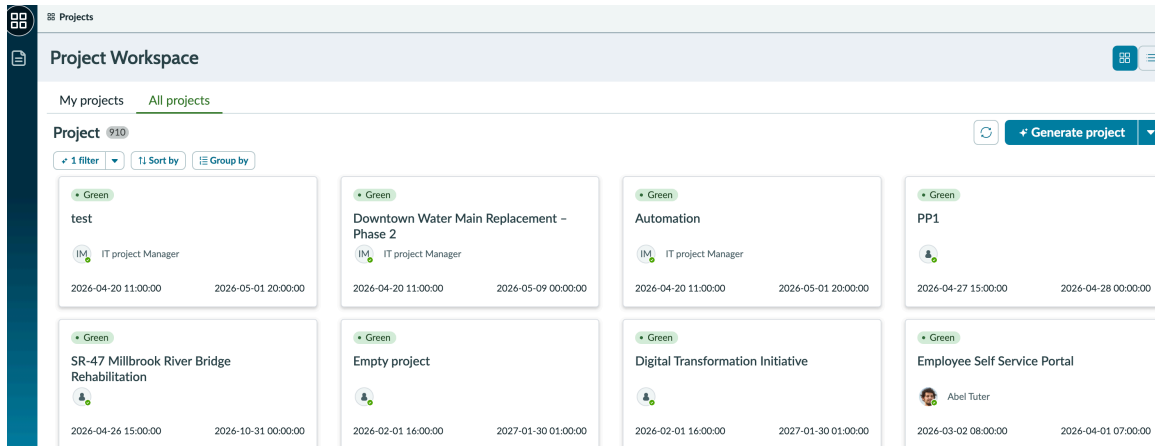 Projects
Project Workspace
My projects All projects
Project 910
Generate project
1 filter Sort by Group by
Green Green Green Green
test Downtown Water Main Replacement – Automation PP1
Phase 2
IM IT project Manager IM IT project Manager IM IT project Manager
2026-04-20 11:00:00 2026-05-01 20:00:00 2026-04-20 11:00:00 2026-05-09 00:00:00 2026-04-20 11:00:00 2026-05-01 20:00:00 2026-04-27 15:00:00 2026-04-28 00:00:00
Green Green Green Green
SR-47 Millbrook River Bridge Empty project Digital Transformation Initiative Employee Self Service Portal
Rehabilitation
Abel Tuter
2026-04-26 15:00:00 2026-10-31 00:00:00 2026-02-01 16:00:00 2027-01-30 01:00:00 2026-02-01 16:00:00 2027-01-30 01:00:00 2026-03-02 08:00:00 2026-04-01 07:00:00